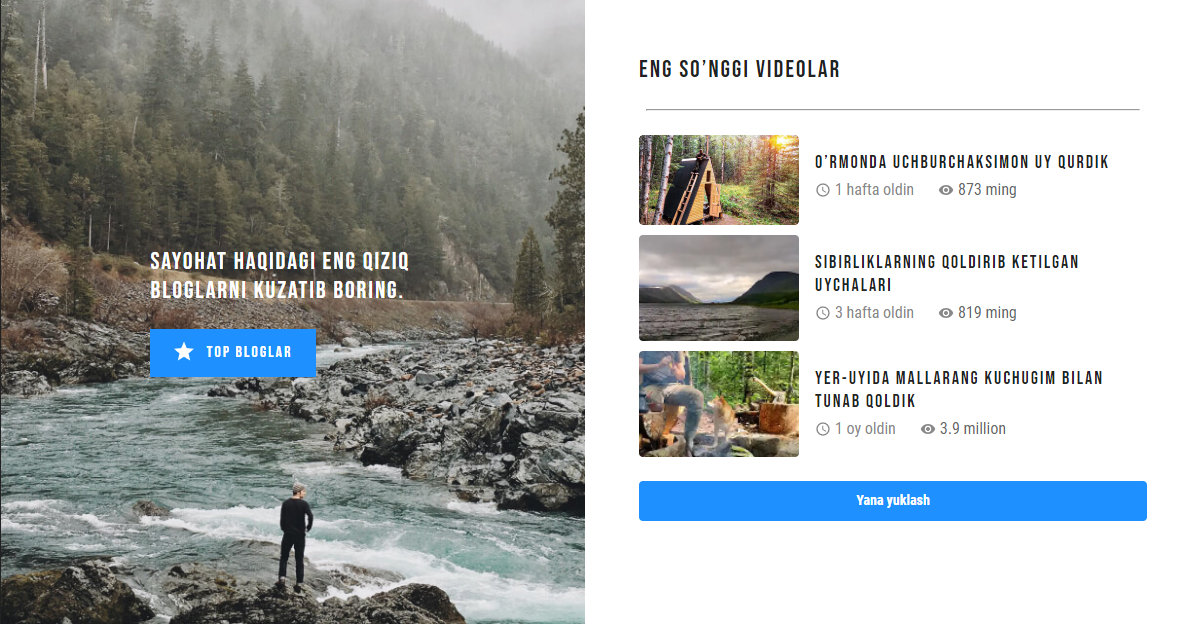 SAYOHAT HAQIDAGI ENG QIZIQ
BLOGLARNI KUZATIB BORING.
TOP BLOGLAR
ENG SO’NGGI VIDEOLAR
O’RMONDA UCHBURCHAKSIMON UY QURDIK
1 hafta oldin 873 ming
SIBIRLIKLARNING QOLDIRIB KETILGAN
UYCHALARI
3 hafta oldin 819 ming
YER-UYIDA MALLARANG KUCHUGIM BILAN
TUNAB QOLDIK
1 oy oldin 3.9 million
Yana yuklash